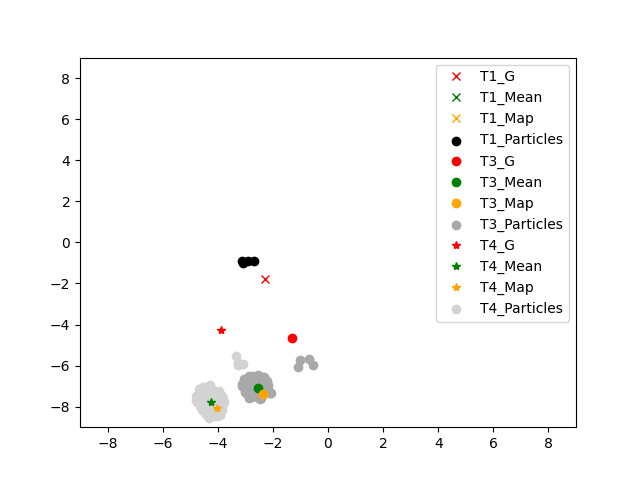 8
6
4
2
0
−2
−4
−6
−8
−8 −6 −4 −2 0 2 4 6 8
T1_G
T1_Mean
T1_Map
T1_Particles
T3_G
T3_Mean
T3_Map
T3_Particles
T4_G
T4_Mean
T4_Map
T4_Particles